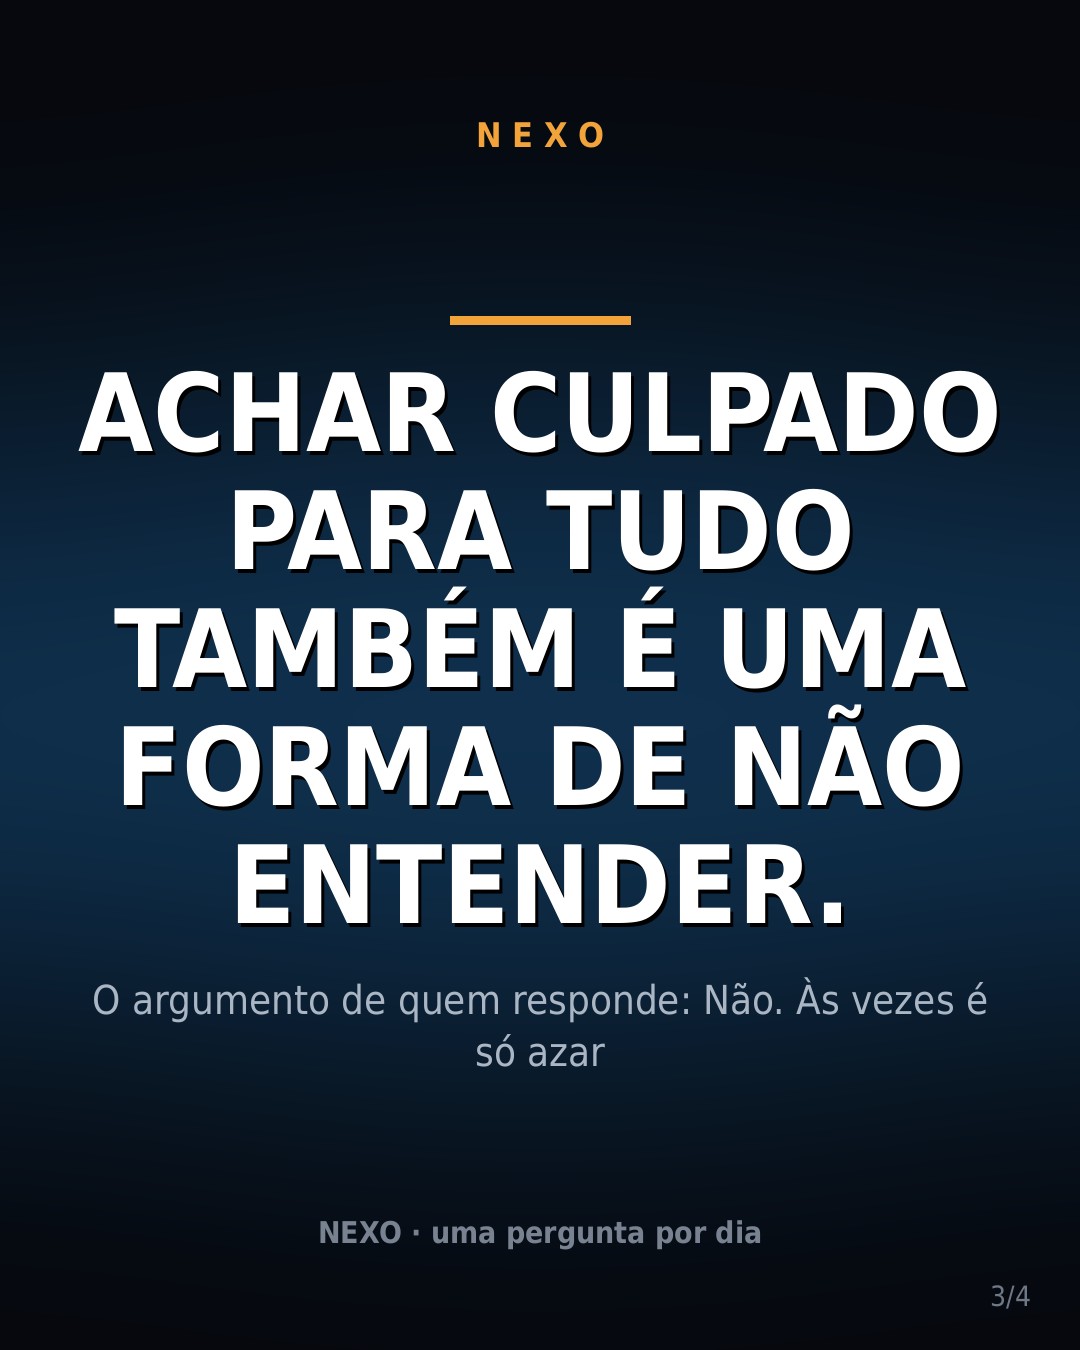 NEXO
ACHAR CULPADO
PARA TUDO
TAMBÉM É UMA
FORMA DE NÃO
ENTENDER.
O argumento de quem responde: Não. Às vezes é
só azar
NEXO · uma pergunta por dia
3/4